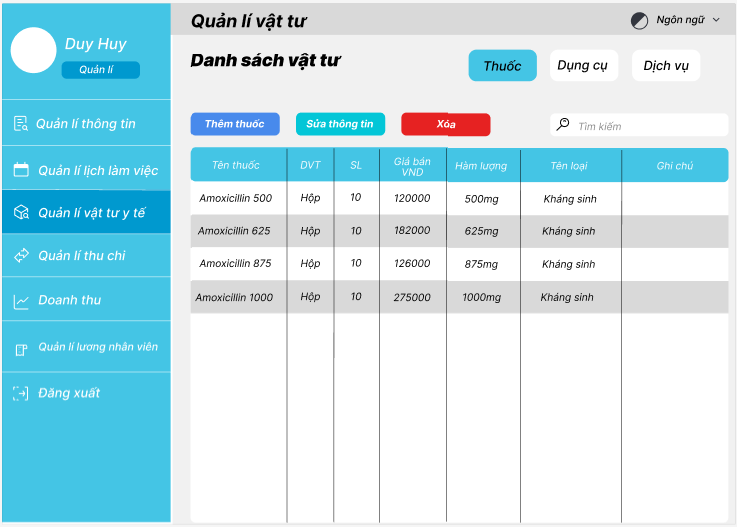 Duy Huy
Quản lí
Quản lí thông tin
Quản lí lịch làm việc
Quản lí vật tư y tế
Quản lí thu chi
Doanh thu
Quản lí lương nhân viên
Đăng xuất
Quản lí vật tư
Ngôn ngữ
Danh sách vật tư
Thuốc Dụng cụ Dịch vụ
Thêm thuốc Sửa thông tin Xóa Tìm kiếm
Tên thuốc DVT SL Giá bán VND Hàm lượng Tên loại Ghi chú
Amoxicillin 500 Hộp 10 120000 500mg Kháng sinh
Amoxicillin 625 Hộp 10 182000 625mg Kháng sinh
Amoxicillin 875 Hộp 10 126000 875mg Kháng sinh
Amoxicillin 1000 Hộp 10 275000 1000mg Kháng sinh